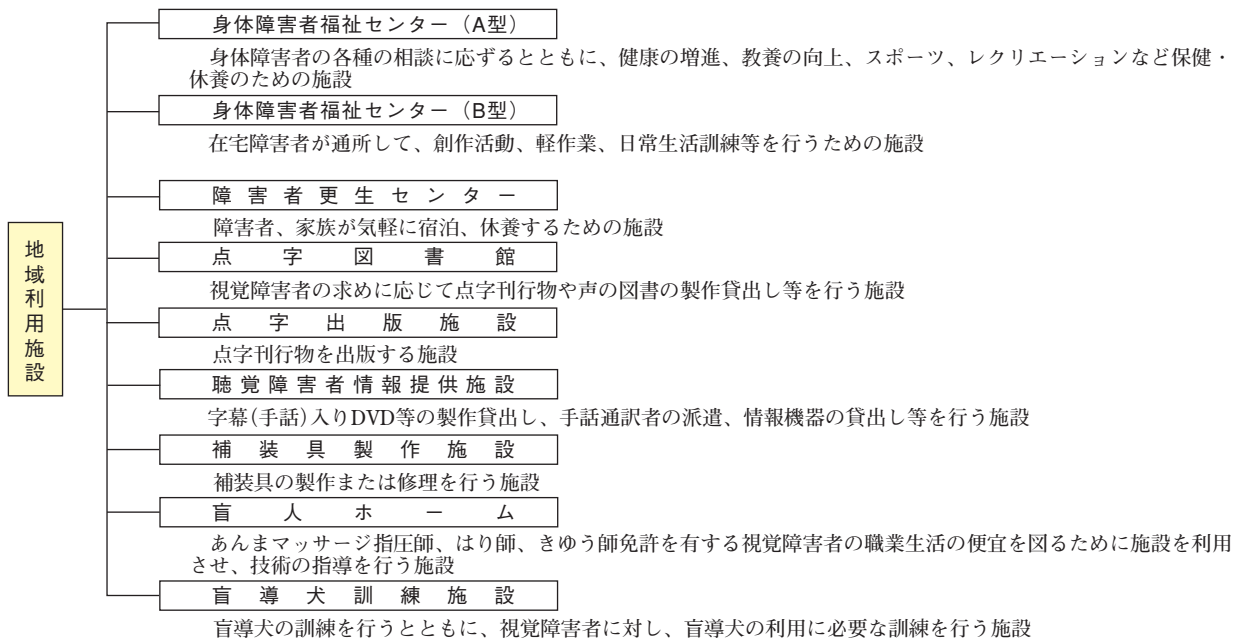 身体障害者福祉センター（A型）
身体障害者の各種の相談に応ずるとともに、健康の増進、教養の向上、スポーツ、レクリエーションなど保健・
休養のための施設
身体障害者福祉センター（B型）
在宅障害者が通所して、創作活動、軽作業、日常生活訓練等を行うための施設
障害者更生センター
障害者、家族が気軽に宿泊、休養するための施設
地域利用施設
点字図書館
視覚障害者の求めに応じて点字刊行物や声の図書の製作貸出し等を行う施設
点字出版施設
点字刊行物を出版する施設
聴覚障害者情報提供施設
字幕(手話)入りDVD等の製作貸出し、手話通訳者の派遣、情報機器の貸出し等を行う施設
補装具製作施設
補装具の製作または修理を行う施設
盲人ホーム
あんまマッサージ指圧師、はり師、きゆう師免許を有する視覚障害者の職業生活の便宜を図るために施設を利用
させ、技術の指導を行う施設
盲導犬訓練施設
盲導犬の訓練を行うとともに、視覚障害者に対し、盲導犬の利用に必要な訓練を行う施設